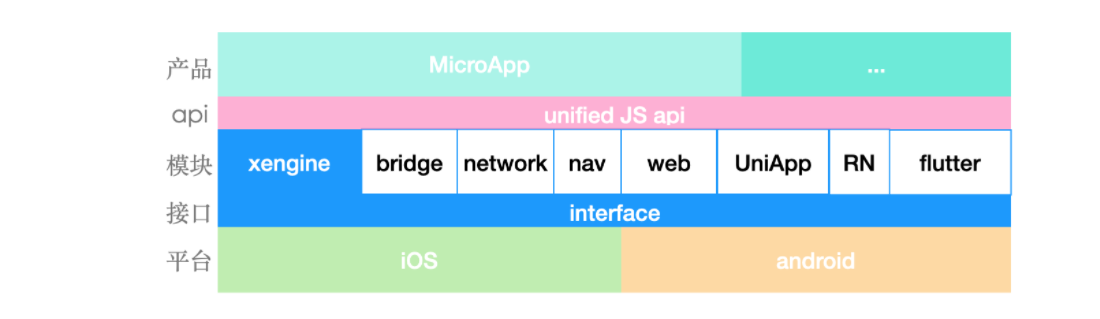 产品 MicroApp ...
api unified JS api
模块 xengine bridge network nav web UniApp RN flutter
接口 interface
平台 iOS android